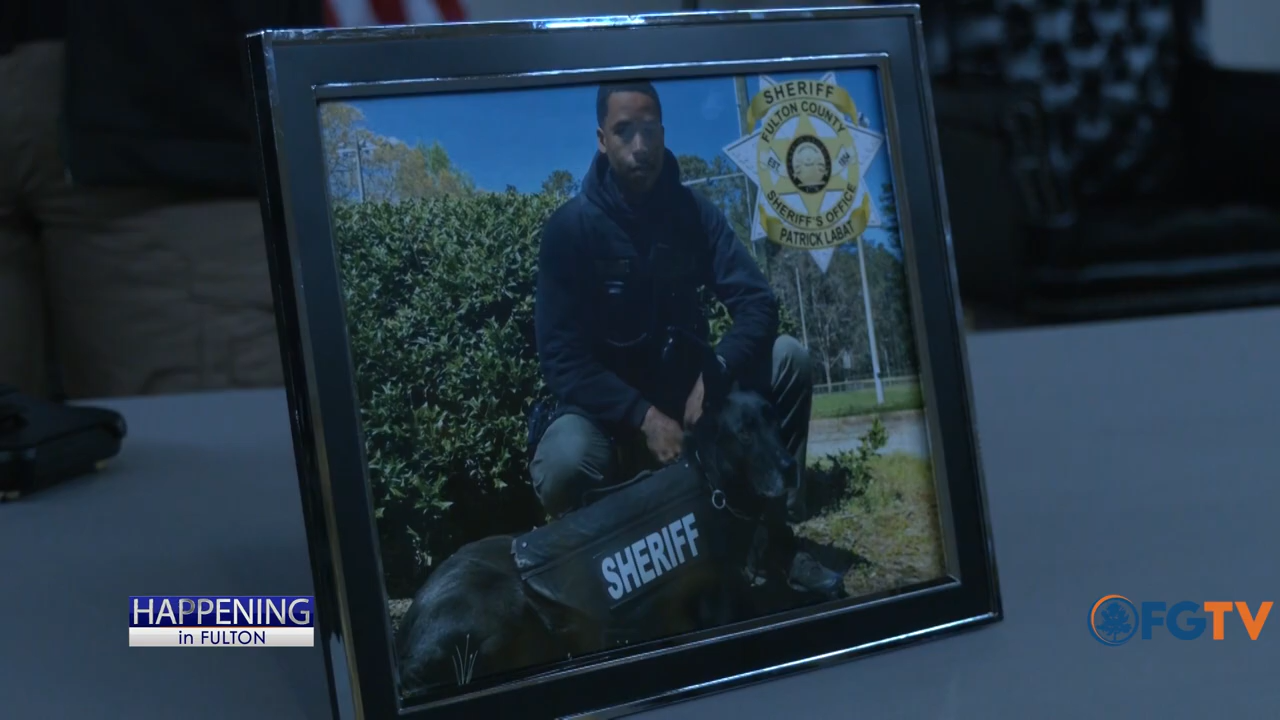 SHERIFF
FULTON COUNTY
EST.
SHERIFF'S OFFICE
PATRICK LABAT
SHERIFF
HAPPENING
in FULTON
FGTV